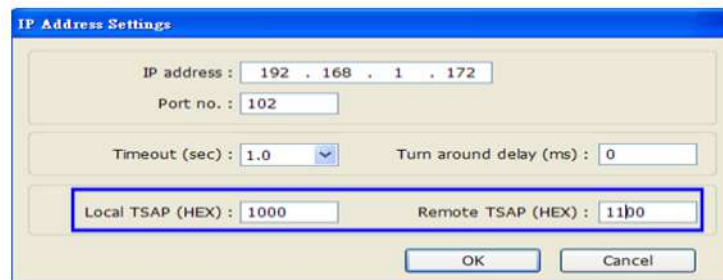 IP Address Settings
IP address : 192 . 168 . 1 . 172
Port no. : 102
Timeout (sec) : 1.0 Turn around delay (ms) : 0
Local TSAP (HEX) : 1000 Remote TSAP (HEX) : 1100
OK Cancel